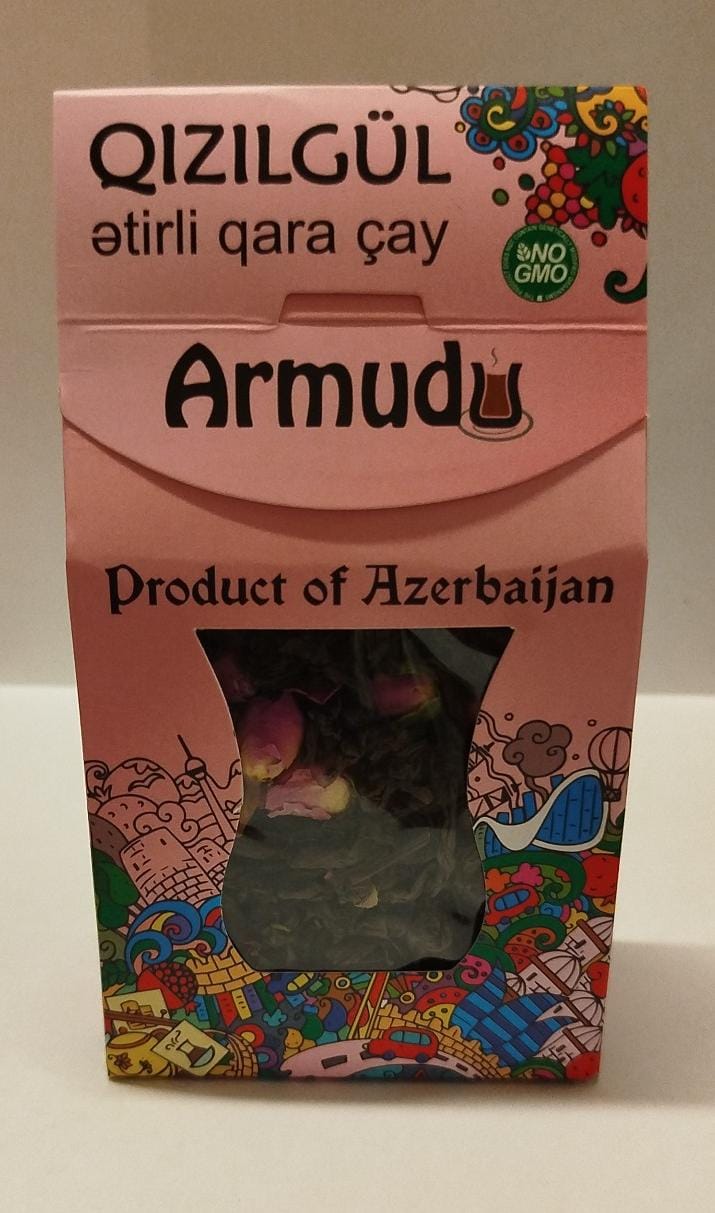 QIZILGÜL
ətirli qara çay
NO
GMO
Armudu
Product of Azerbaijan